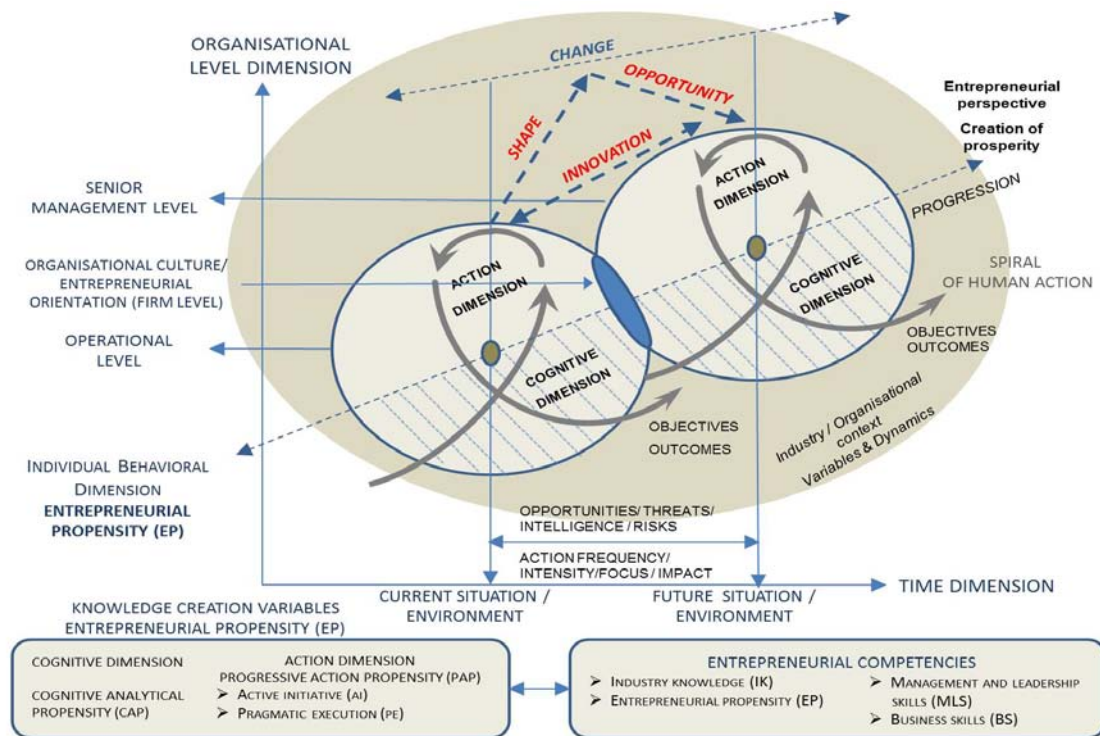 ORGANISATIONAL
LEVEL DIMENSION
CHANGE
OPPORTUNITY
SHAPE
INNOVATION
Entrepreneurial
perspective
Creation of
prosperity
PROGRESSION
SENIOR
MANAGEMENT LEVEL
ORGANISATIONAL CULTURE/
ENTREPRENEURIAL
ORIENTATION (FIRM LEVEL)
OPERATIONAL
LEVEL
ACTION
DIMENSION
COGNITIVE
DIMENSION
ACTION
DIMENSION
COGNITIVE
DIMENSION
SPIRAL
OF HUMAN ACTION
OBJECTIVES
OUTCOMES
OBJECTIVES
OUTCOMES
Industry / Organisational
context
Variables & Dynamics
INDIVIDUAL BEHAVIORAL
DIMENSION
ENTREPRENEURIAL
PROPENSITY (EP)
OPPORTUNITIES/ THREATS/
INTELLIGENCE / RISKS
ACTION FREQUENCY/
INTENSITY/FOCUS / IMPACT
TIME DIMENSION
CURRENT SITUATION /
ENVIRONMENT
FUTURE SITUATION /
ENVIRONMENT
KNOWLEDGE CREATION VARIABLES
ENTREPRENEURIAL PROPENSITY (EP)
COGNITIVE DIMENSION
COGNITIVE ANALYTICAL
PROPENSITY (CAP)
ACTION DIMENSION
PROGRESSIVE ACTION PROPENSITY (PAP)
➢ ACTIVE INITIATIVE (AI)
➢ PRAGMATIC EXECUTION (PE)
ENTREPRENEURIAL COMPETENCIES
➢ INDUSTRY KNOWLEDGE (IK)
➢ ENTREPRENEURIAL PROPENSITY (EP)
➢ MANAGEMENT AND LEADERSHIP
SKILLS (MLS)
➢ BUSINESS SKILLS (BS)